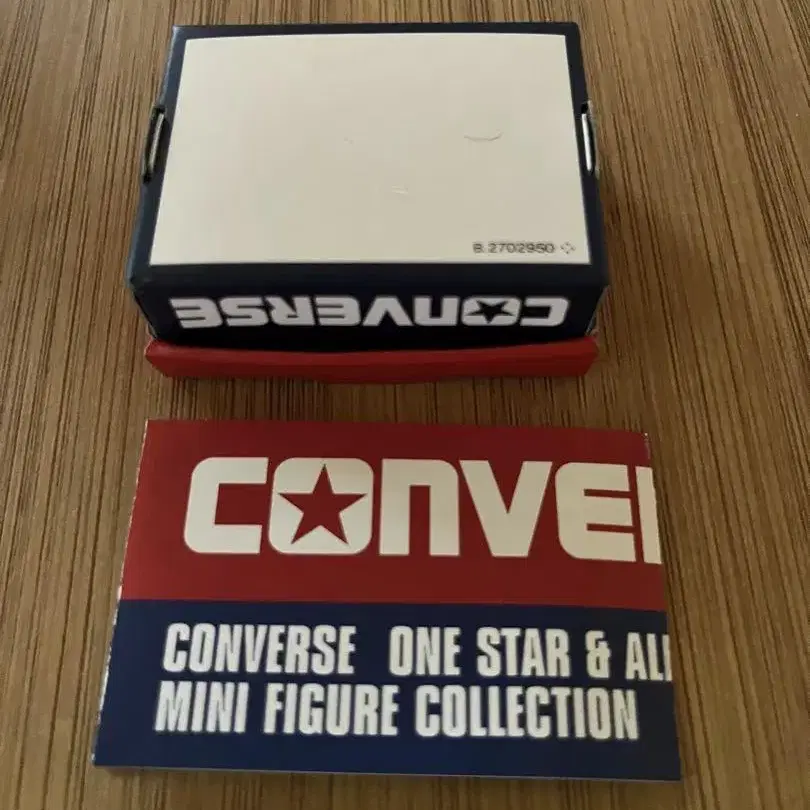 B. 2702950
CONVERSE
CONVE
CONVERSE ONE STAR & AL
MINI FIGURE COLLECTION